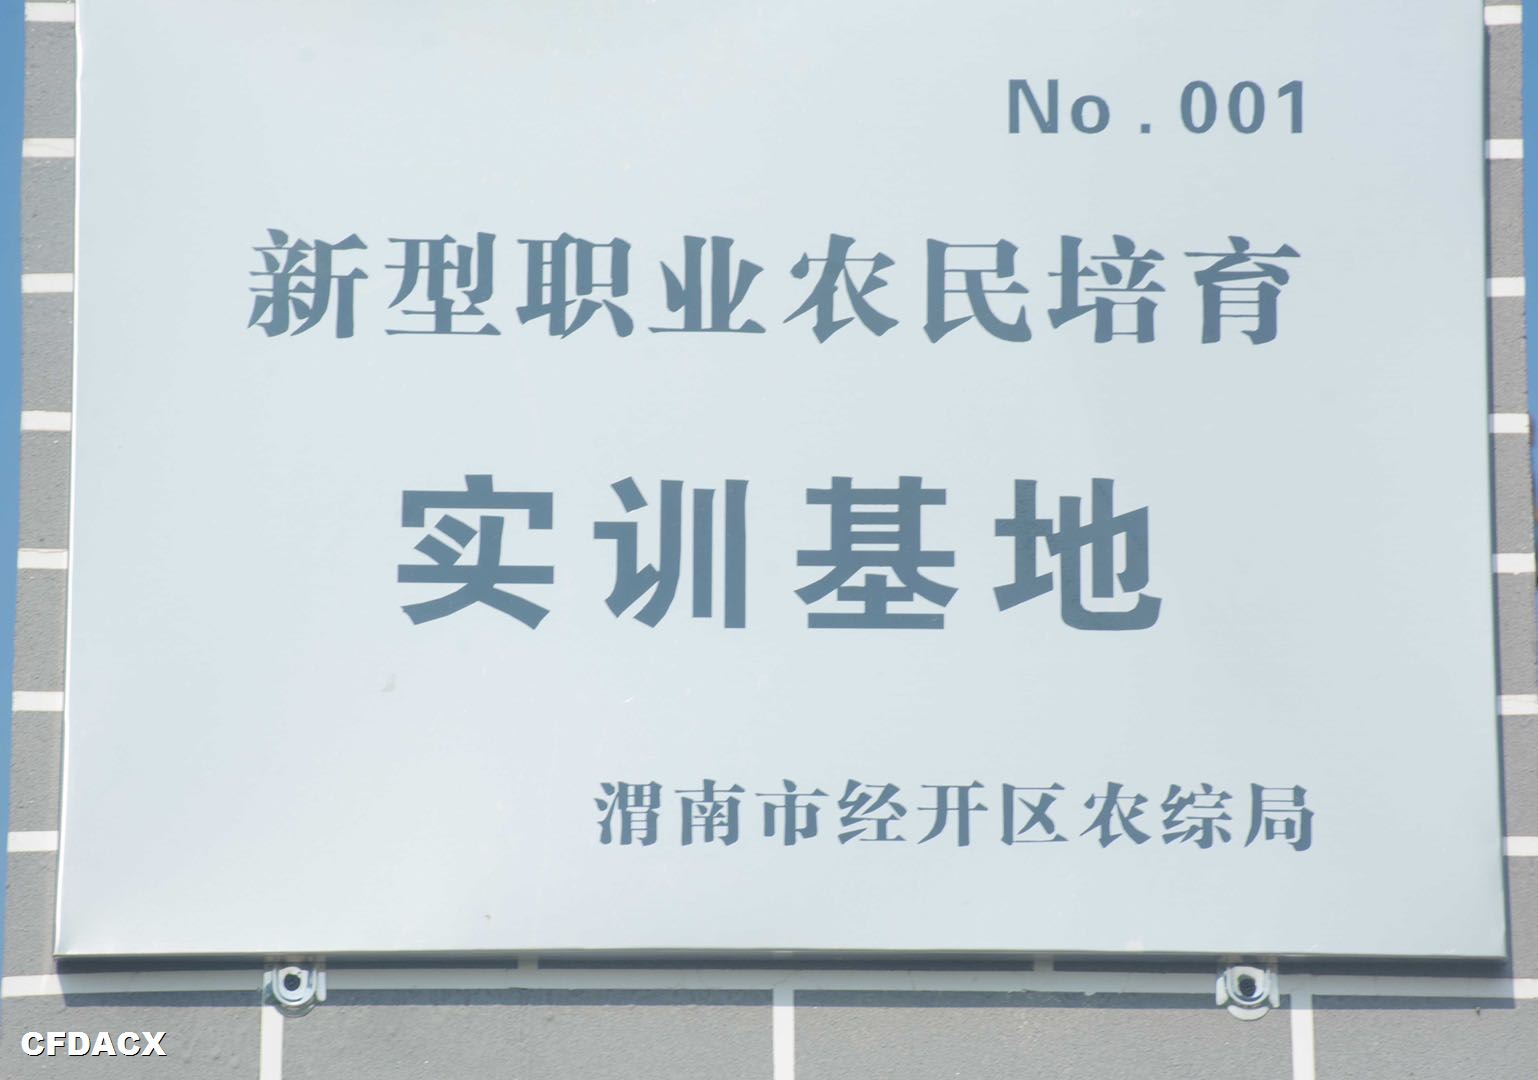 No.001
新型职业农民培育
实训基地
渭南市经开区农综局
CFDACX